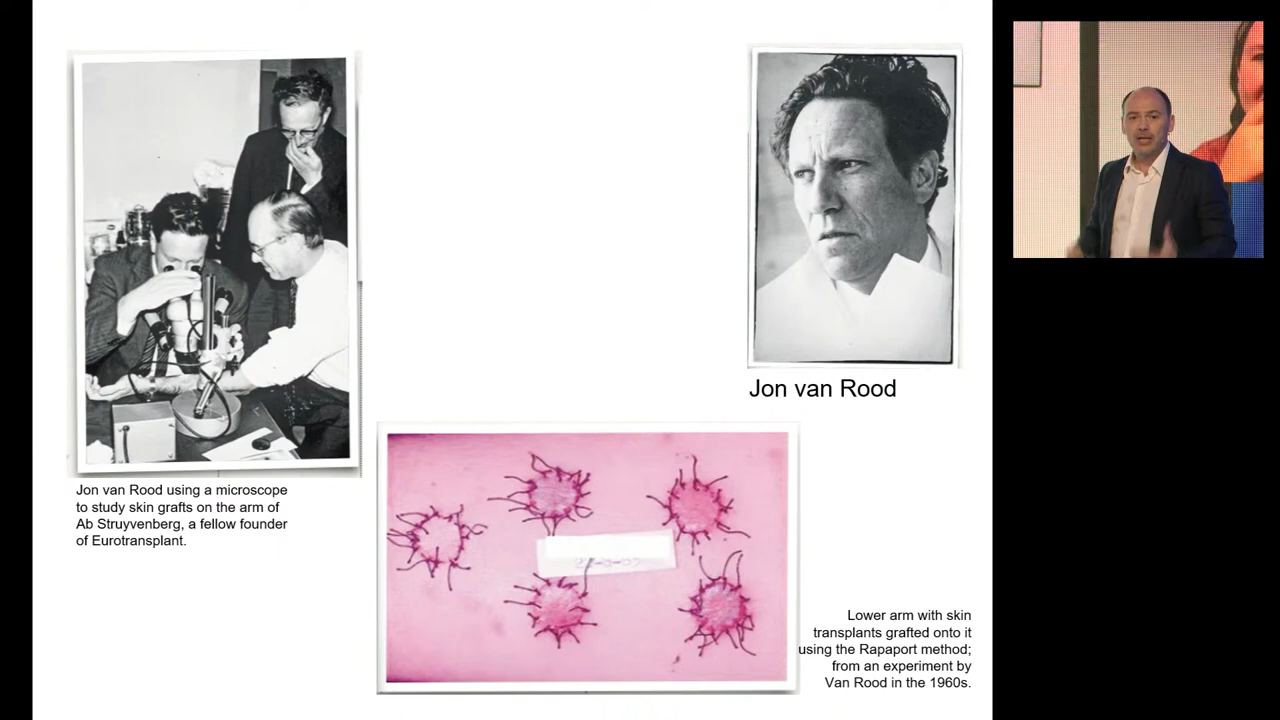 Jon van Rood
Jon van Rood using a microscope
to study skin grafts on the arm of
Ab Struyvenberg, a fellow founder
of Eurotransplant.
Lower arm with skin
transplants grafted onto it
using the Rapaport method;
from an experiment by
Van Rood in the 1960s.